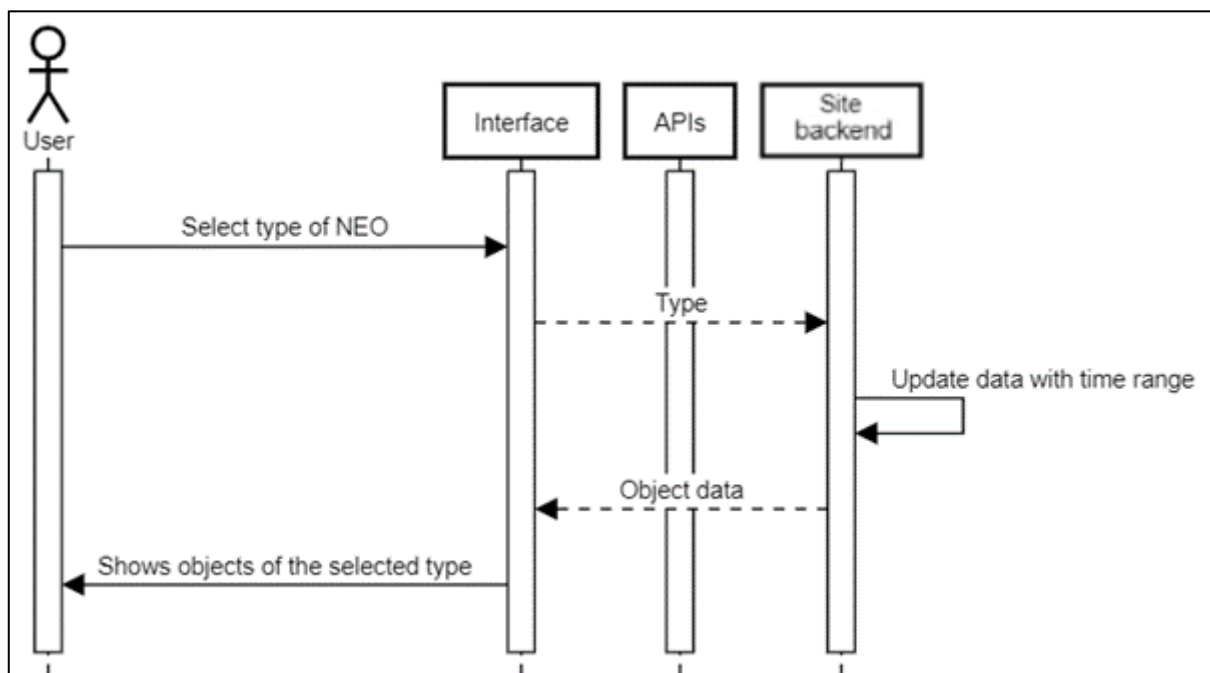 User
Interface
APIs
Site
backend
Select type of NEO
Type
Update data with time range
Object data
Shows objects of the selected type